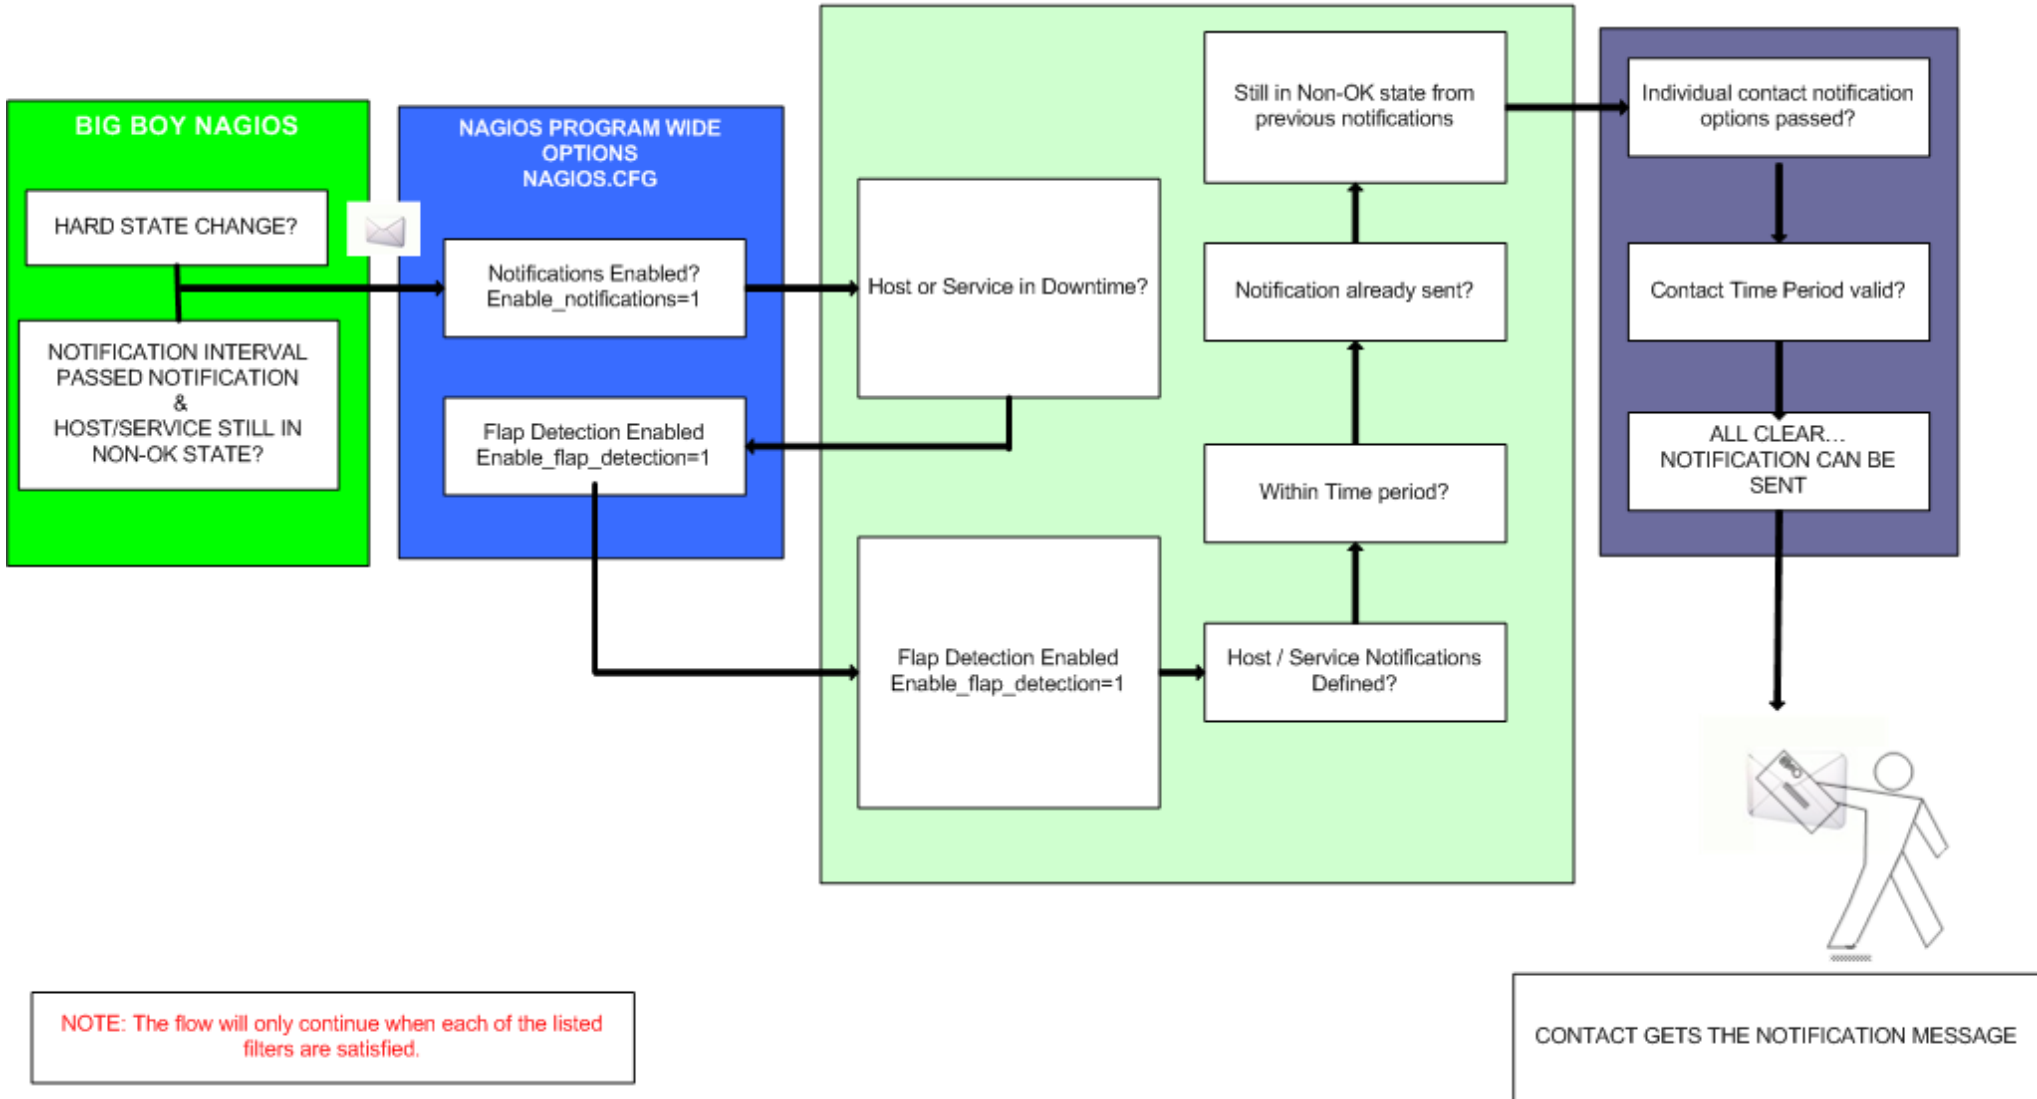 BIG BOY NAGIOS
HARD STATE CHANGE?
NOTIFICATION INTERVAL
PASSED NOTIFICATION
&
HOST/SERVICE STILL IN
NON-OK STATE?
NAGIOS PROGRAM WIDE
OPTIONS
NAGIOS.CFG
Notifications Enabled?
Enable_notifications=1
Flap Detection Enabled
Enable_flap_detection=1
Host or Service in Downtime?
Flap Detection Enabled
Enable_flap_detection=1
Still in Non-OK state from
previous notifications
Notification already sent?
Within Time period?
Host / Service Notifications
Defined?
Individual contact notification
options passed?
Contact Time Period valid?
ALL CLEAR...
NOTIFICATION CAN BE
SENT
NOTE: The flow will only continue when each of the listed
filters are satisfied.
CONTACT GETS THE NOTIFICATION MESSAGE